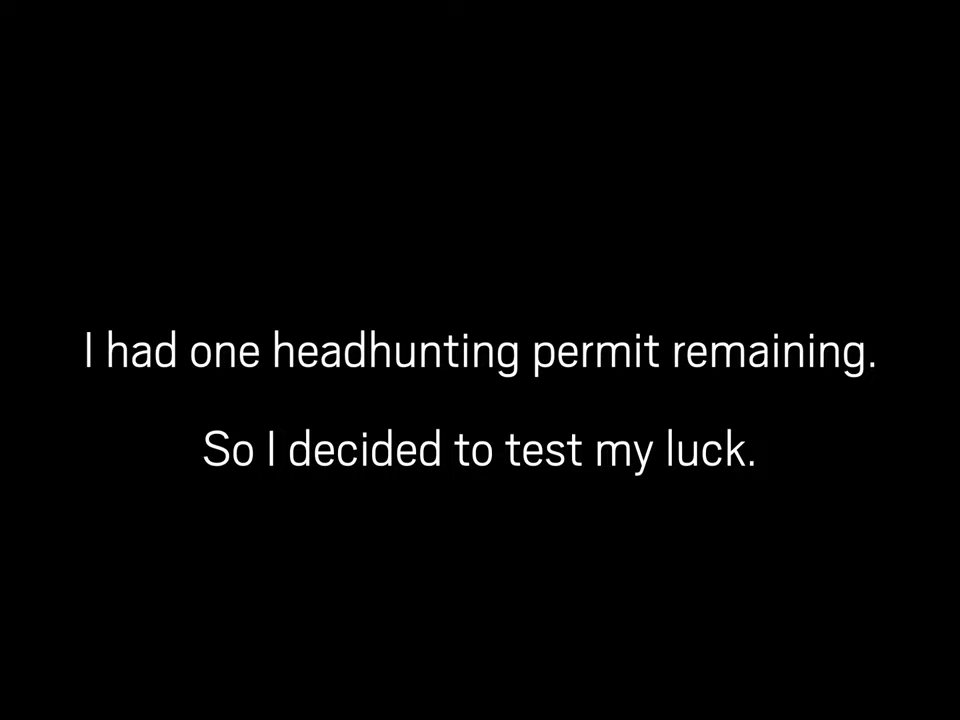 I had one headhunting permit remaining.
So I decided to test my luck.